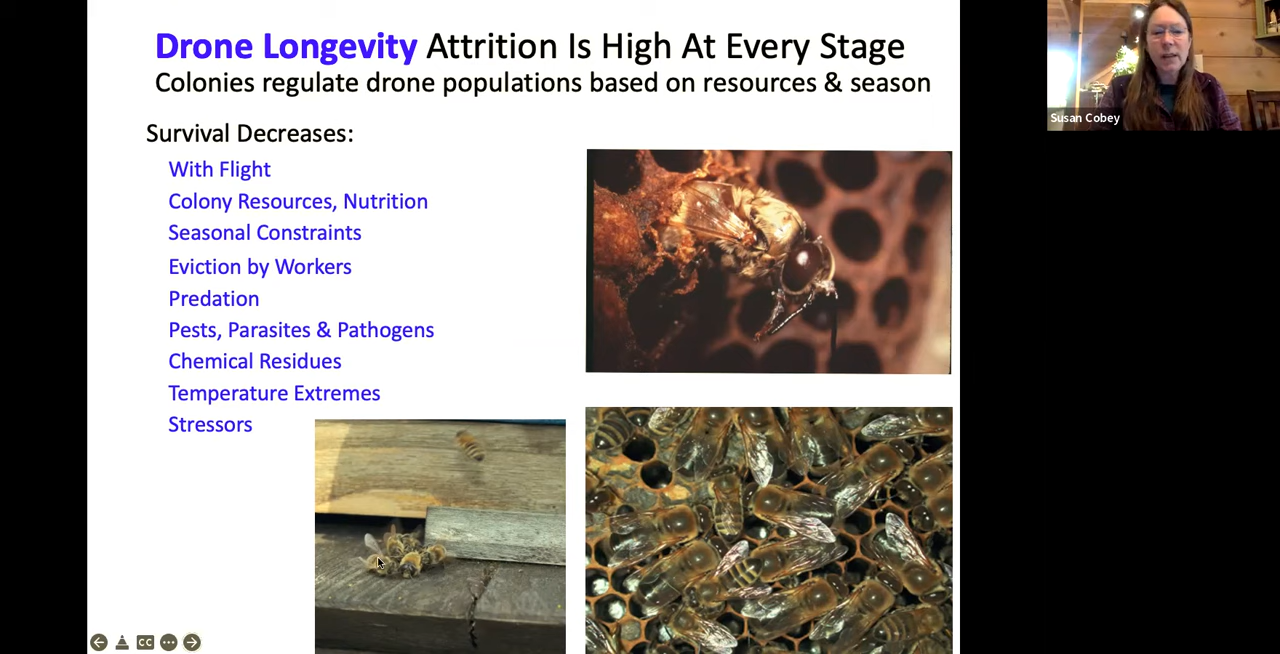 Drone Longevity Attrition Is High At Every Stage
Colonies regulate drone populations based on resources & season
Survival Decreases:
With Flight
Colony Resources, Nutrition
Seasonal Constraints
Eviction by Workers
Predation
Pests, Parasites & Pathogens
Chemical Residues
Temperature Extremes
Stressors
Susan Cobey
CC